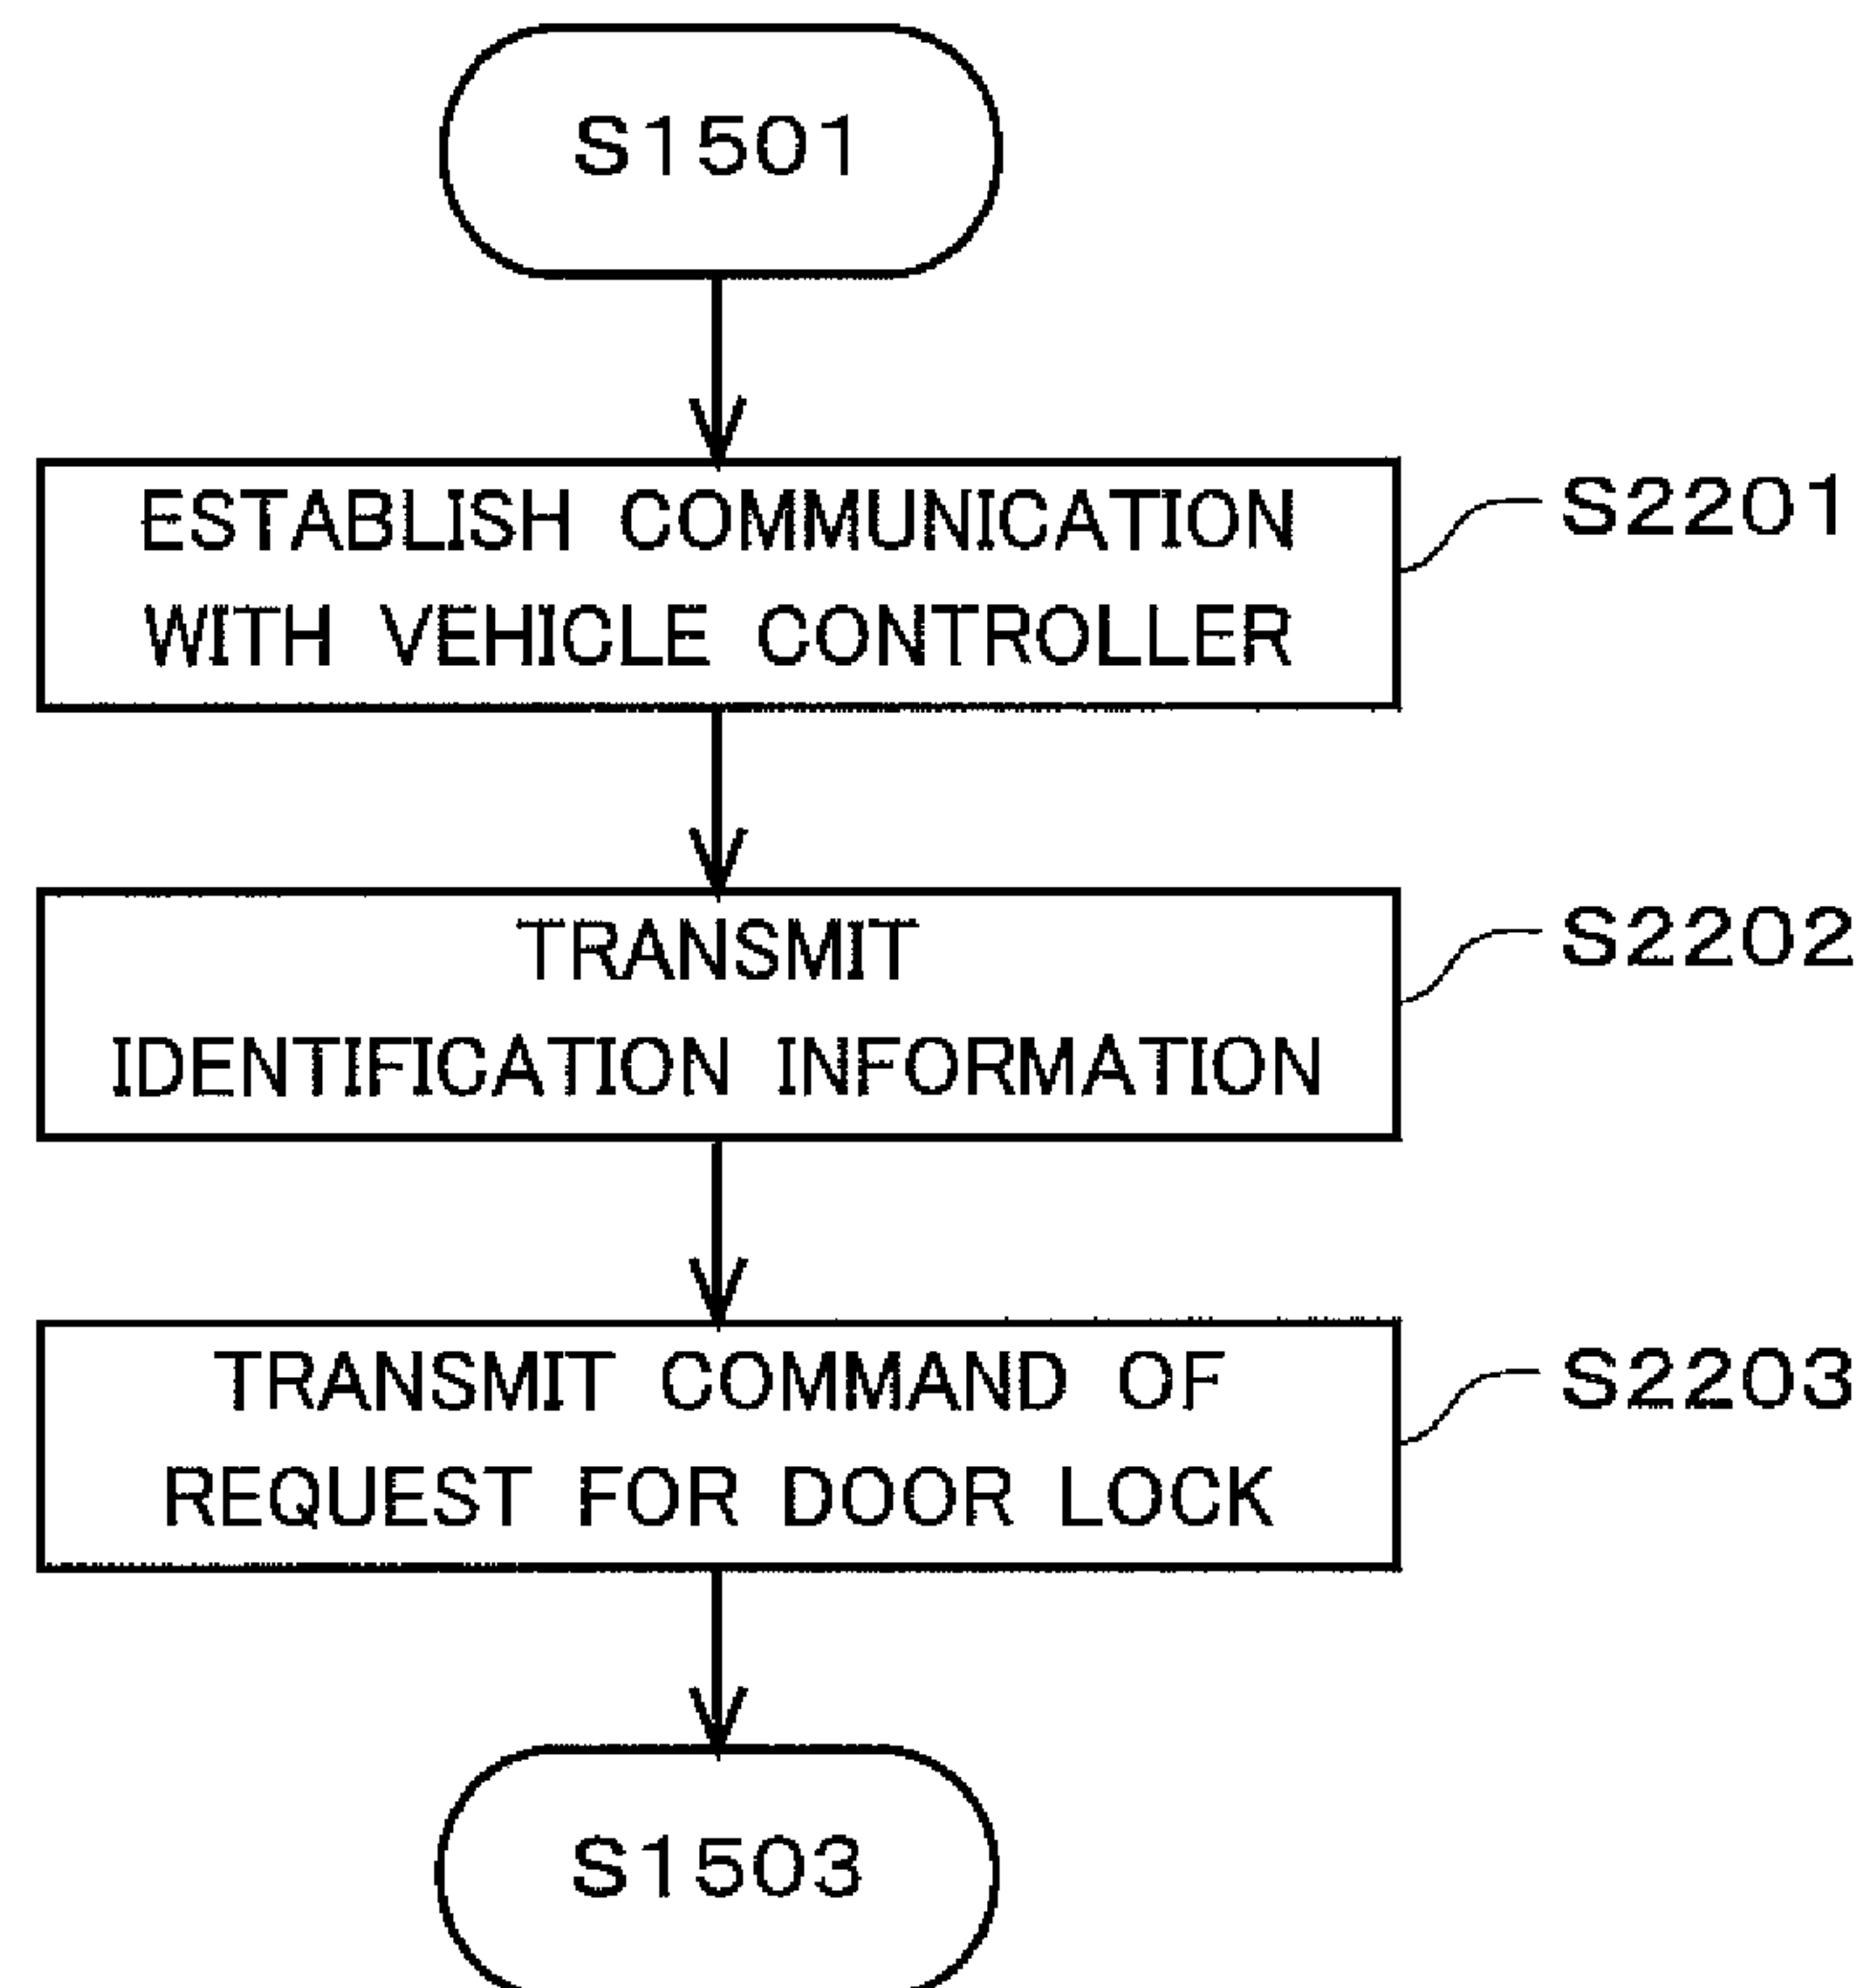 S1501
ESTABLISH COMMUNICATION
WITH VEHICLE CONTROLLER
S2201
TRANSMIT
IDENTIFICATION INFORMATION
S2202
TRANSMIT COMMAND OF
REQUEST FOR DOOR LOCK
S2203
S1503